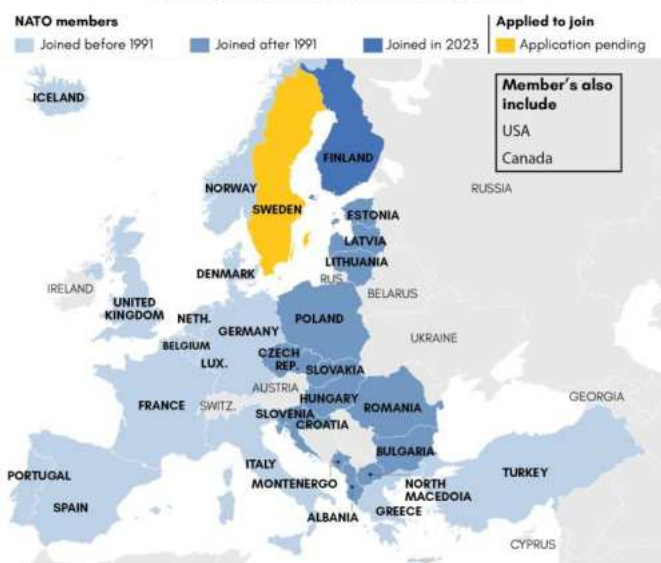 NATO members
Applied to join
Joined before 1991
Joined after 1991
Joined in 2023
Application pending
Member's also
include
USA
Canada
ICELAND
FINLAND
NORWAY
RUSSIA
SWEDEN
ESTONIA
LATVIA
LITHUANIA
DENMARK
RUS.
IRELAND
BELARUS
UNITED
KINGDOM
NETH.
POLAND
GERMANY
UKRAINE
BELGIUM
CZECH
REP.
LUX.
SLOVAKIA
AUSTRIA
GEORGIA
FRANCE
SWITZ.
HUNGARY
SLOVENIA
ROMANIA
CROATIA
BULGARIA
ITALY
PORTUGAL
MONTENERGO
NORTH
MACEDOIA
TURKEY
SPAIN
GREECE
ALBANIA
CYPRUS